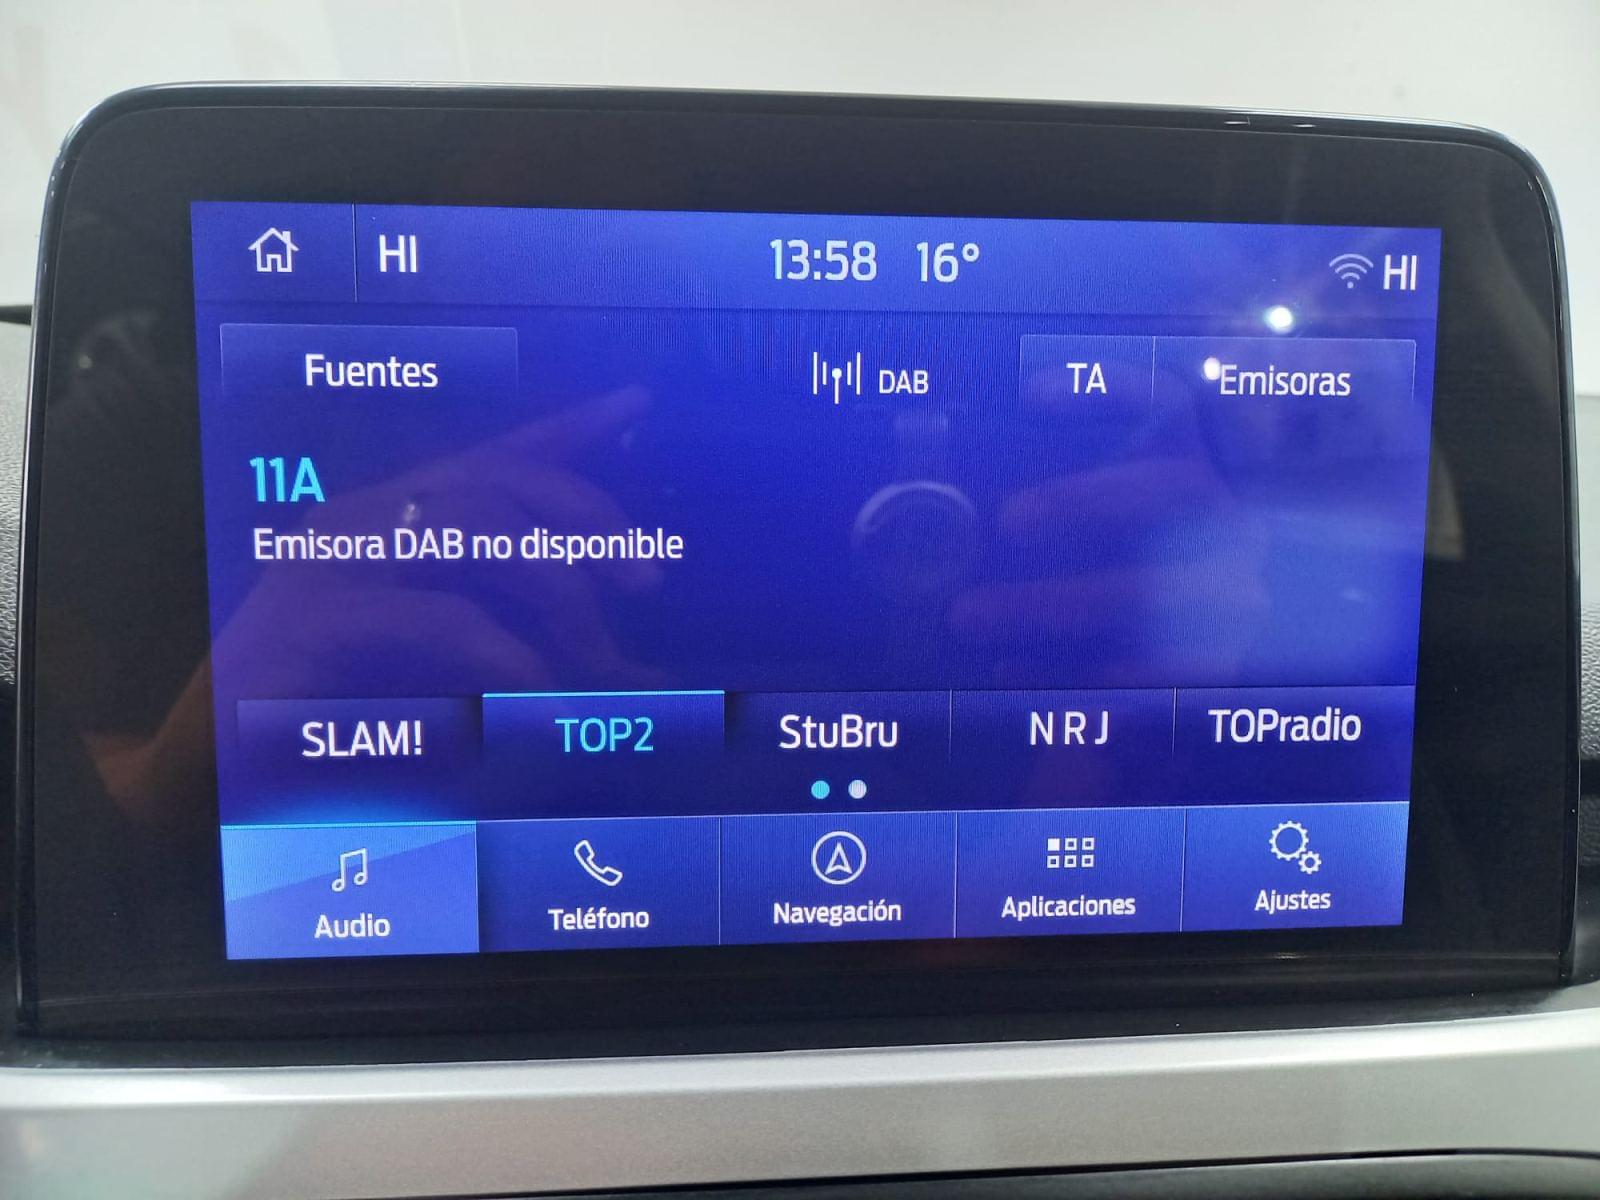 HI 13:58 16° HI
Fuentes DAB TA Emisoras
11A
Emisora DAB no disponible
SLAM! TOP2 StuBru NRJ TOPradio
Audio Teléfono Navegación Aplicaciones Ajustes